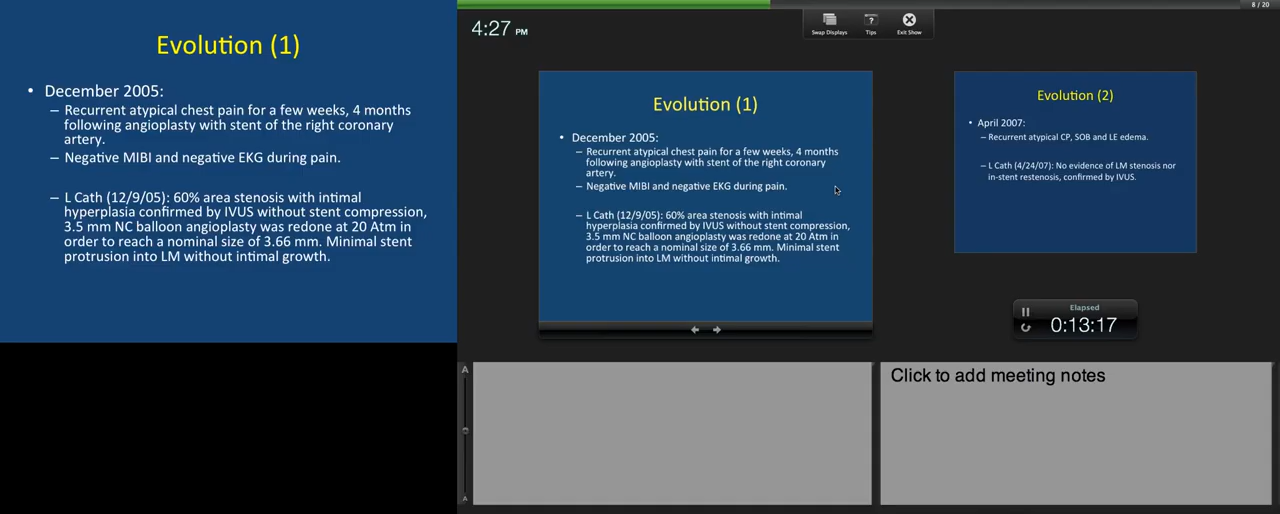 Evolution (1)
• December 2005:
– Recurrent atypical chest pain for a few weeks, 4 months
following angioplasty with stent of the right coronary
artery.
– Negative MIBI and negative EKG during pain.
– L Cath (12/9/05): 60% area stenosis with intimal
hyperplasia confirmed by IVUS without stent compression,
3.5 mm NC balloon angioplasty was redone at 20 Atm in
order to reach a nominal size of 3.66 mm. Minimal stent
protrusion into LM without intimal growth.
8 / 20
4:27 PM
Swap Displays
Tips
Exit Show
Evolution (1)
• December 2005:
– Recurrent atypical chest pain for a few weeks, 4 months
following angioplasty with stent of the right coronary
artery.
– Negative MIBI and negative EKG during pain.
– L Cath (12/9/05): 60% area stenosis with intimal
hyperplasia confirmed by IVUS without stent compression,
3.5 mm NC balloon angioplasty was redone at 20 Atm in
order to reach a nominal size of 3.66 mm. Minimal stent
protrusion into LM without intimal growth.
Evolution (2)
• April 2007:
– Recurrent atypical CP, SOB and LE edema.
– L Cath (4/24/07): No evidence of LM stenosis nor
in-stent restenosis, confirmed by IVUS.
Elapsed
0:13:17
A
A
Click to add meeting notes